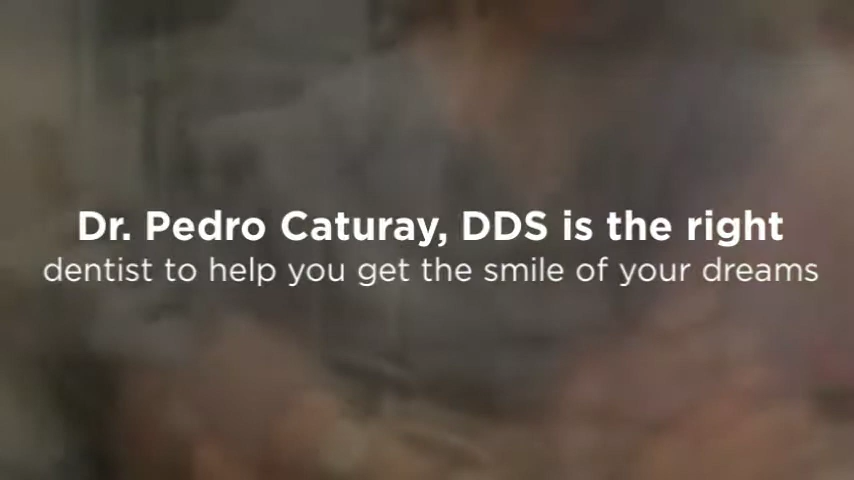 Dr. Pedro Caturay, DDS is the right
dentist to help you get the smile of your dreams